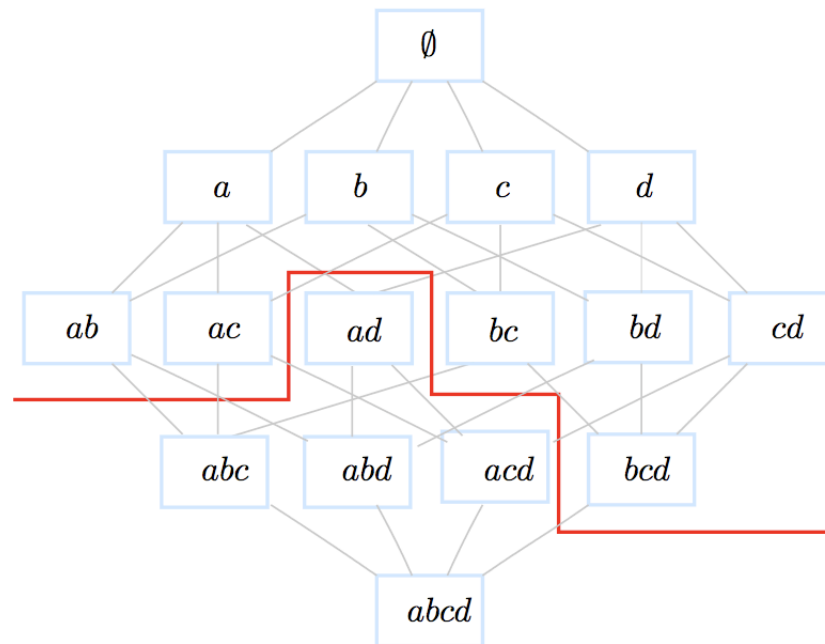 ∅
a b c d
ab ac ad bc bd cd
abc abd acd bcd
abcd